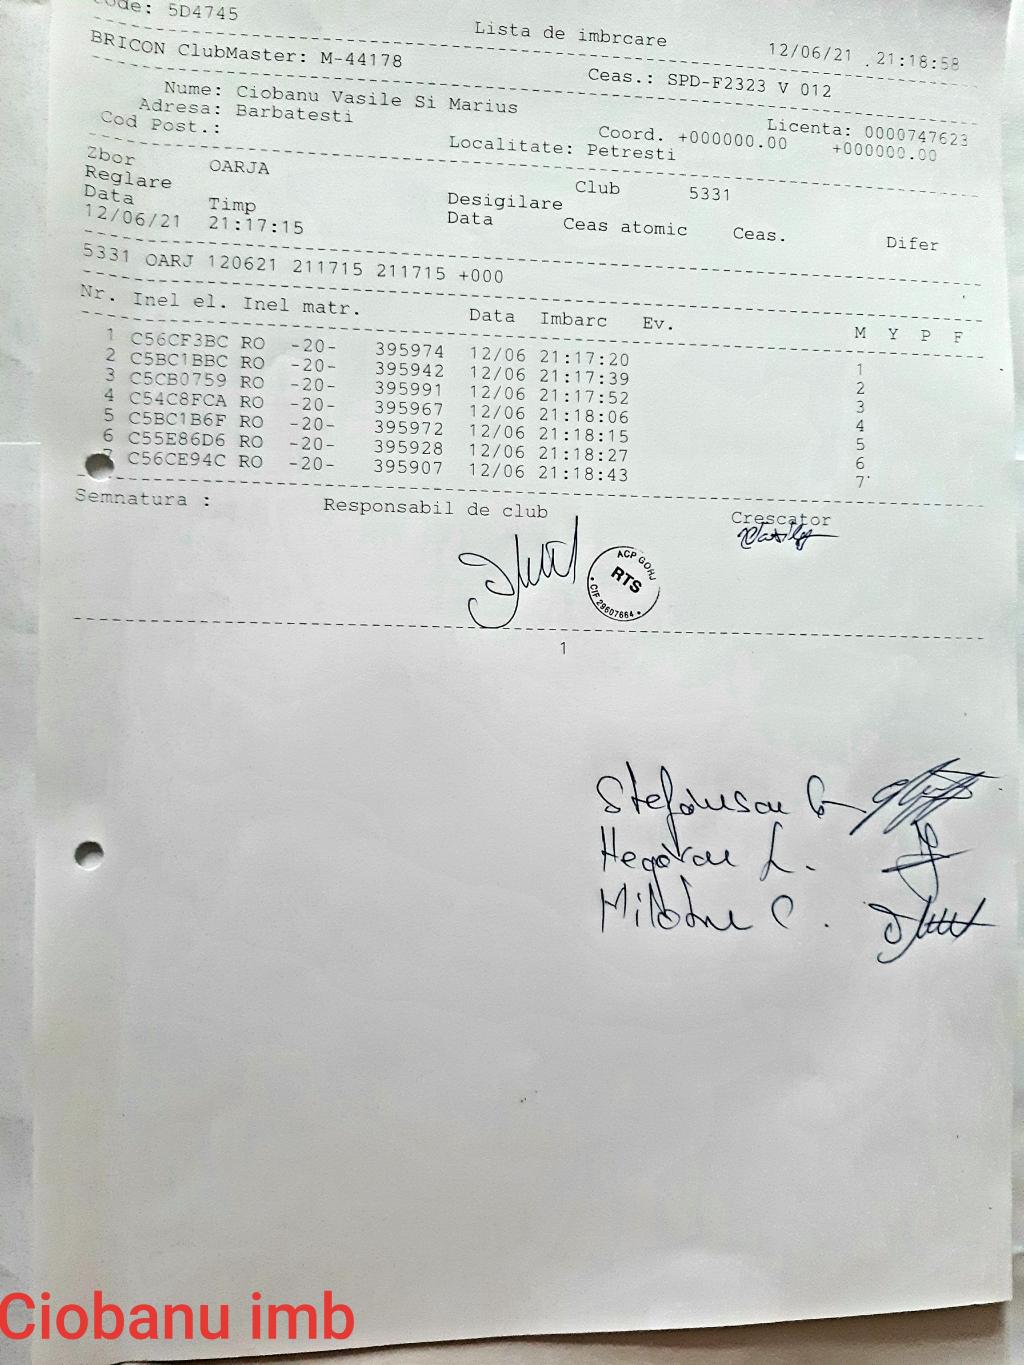 Code: 5D4745
Lista de imbrcare 12/06/21 21:18:58
BRICON ClubMaster: M-44178 Ceas.: SPD-F2323 V 012
Nume: Ciobanu Vasile Si Marius Licenta: 0000747623
Adresa: Barbatesti Coord. +000000.00 +000000.00
Cod Post.: Localitate: Petresti
Zbor OARJA Club 5331
Reglare Desigilare
Data Timp Data Ceas atomic Ceas. Difer
12/06/21 21:17:15
5331 OARJ 120621 211715 211715 +000
Nr. Inel el. Inel matr. Data Imbarc Ev. M Y P F
1 C56CF3BC RO -20- 395974 12/06 21:17:20 1
2 C5BC1BBC RO -20- 395942 12/06 21:17:39 2
3 C5CB0759 RO -20- 395991 12/06 21:17:52 3
4 C54C8FCA RO -20- 395967 12/06 21:18:06 4
5 C5BC1B6F RO -20- 395972 12/06 21:18:15 5
6 C55E86D6 RO -20- 395928 12/06 21:18:27 6
7 C56CE94C RO -20- 395907 12/06 21:18:43 7
Semnatura : Responsabil de club Crescator
ACP GORJ
RTS
CIF 29607664
1
Hegovan L.
C.
Ciobanu imb